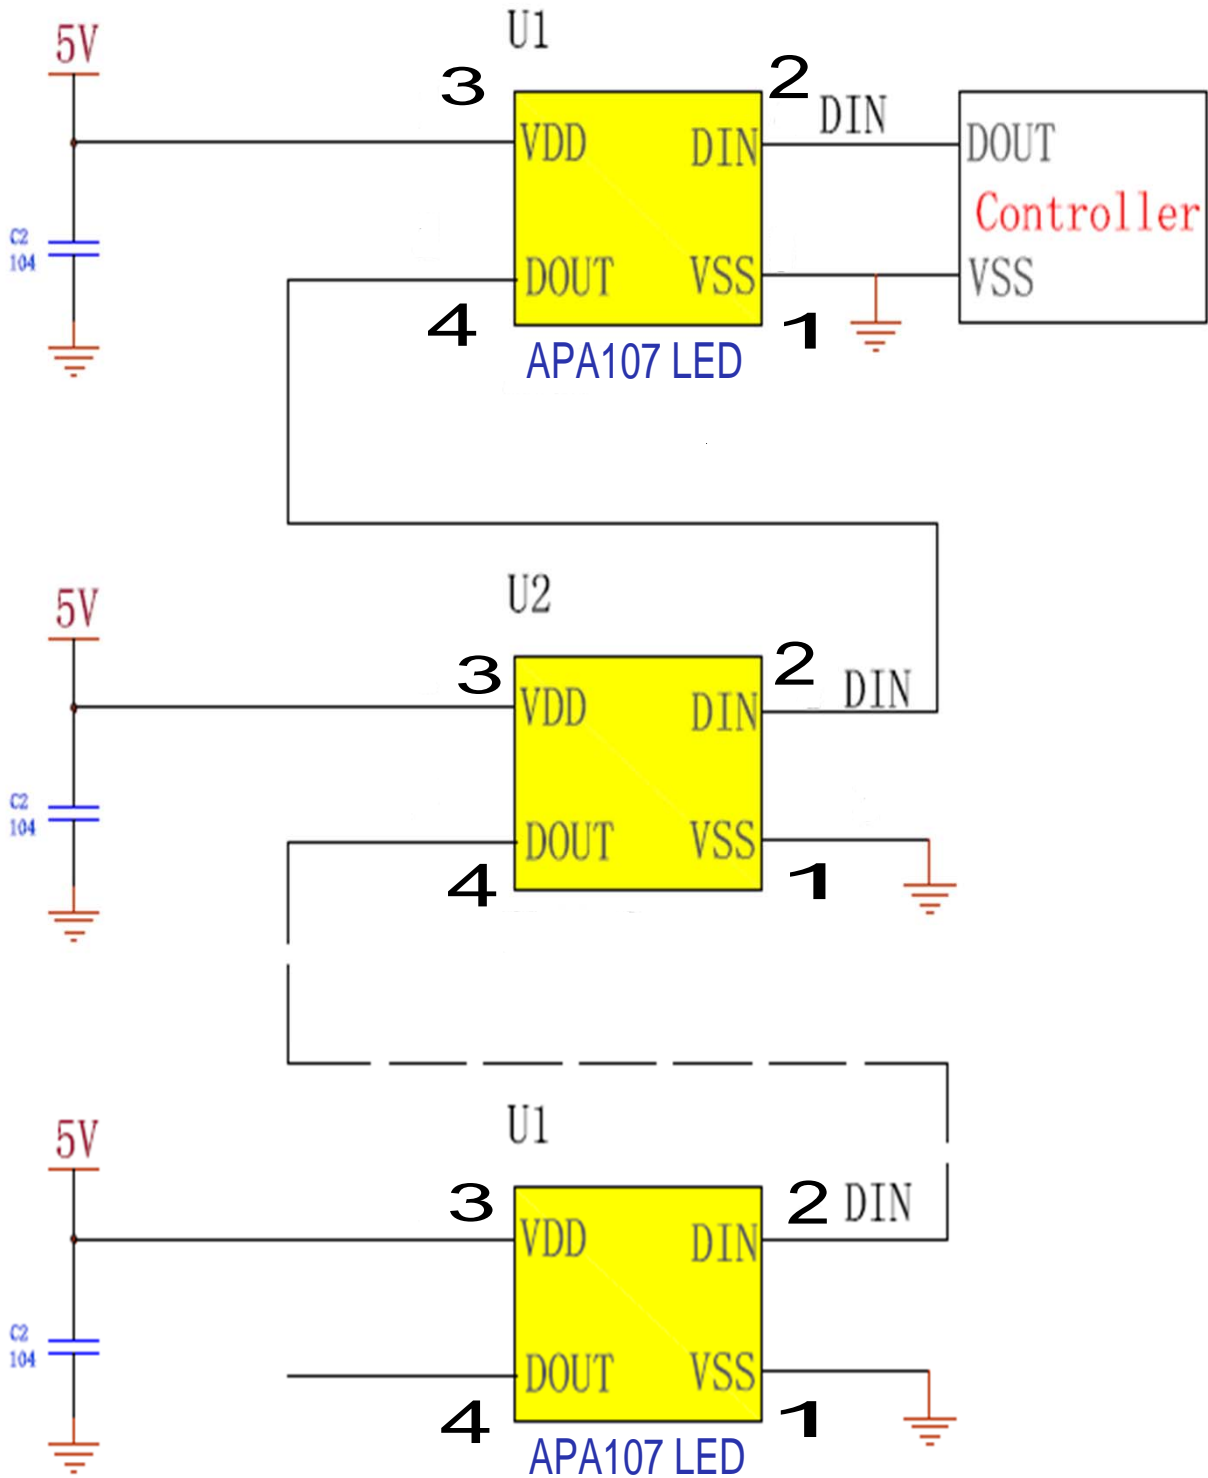 U1
5V
3
2
DIN
VDD
DIN
DOUT
Controller
C2
104
DOUT
VSS
VSS
4
1
APA107 LED
U2
5V
3
2
DIN
VDD
DIN
C2
104
DOUT
VSS
4
1
U1
5V
3
2
DIN
VDD
DIN
C2
104
DOUT
VSS
4
1
APA107 LED